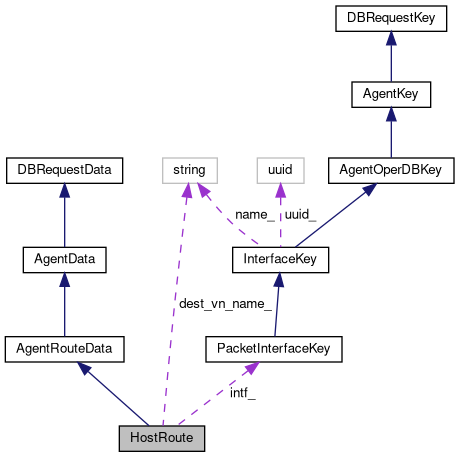 DBRequestKey
AgentKey
DBRequestData
string
uuid
AgentOperDBKey
name_
uuid_
AgentData
InterfaceKey
dest_vn_name_
AgentRouteData
PacketInterfaceKey
intf_
HostRoute